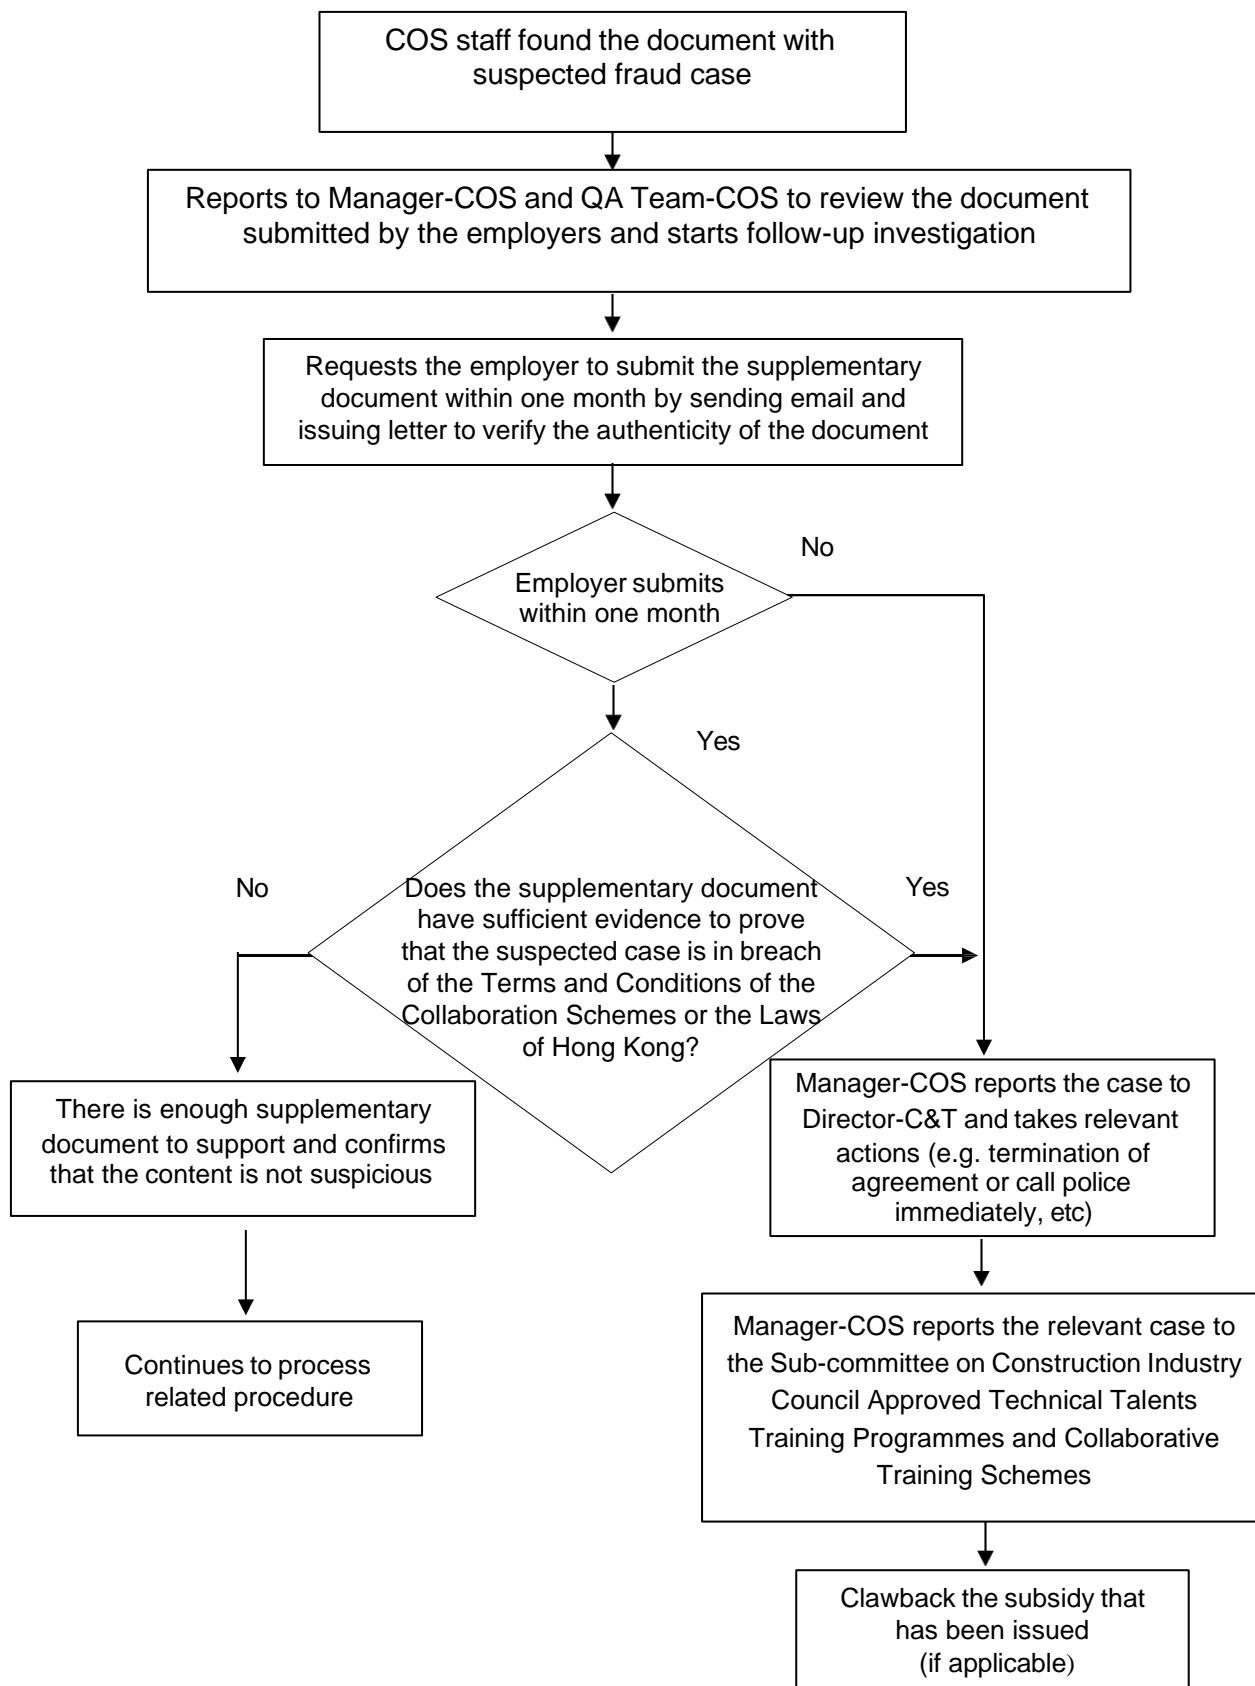 COS staff found the document with
suspected fraud case
Reports to Manager-COS and QA Team-COS to review the document
submitted by the employers and starts follow-up investigation
Requests the employer to submit the supplementary
document within one month by sending email and
issuing letter to verify the authenticity of the document
No
Employer submits
within one month
Yes
No
Yes
Does the supplementary document
have sufficient evidence to prove
that the suspected case is in breach
of the Terms and Conditions of the
Collaboration Schemes or the Laws
of Hong Kong?
There is enough supplementary
document to support and confirms
that the content is not suspicious
Manager-COS reports the case to
Director-C&T and takes relevant
actions (e.g. termination of
agreement or call police
immediately, etc)
Continues to process
related procedure
Manager-COS reports the relevant case to
the Sub-committee on Construction Industry
Council Approved Technical Talents
Training Programmes and Collaborative
Training Schemes
Clawback the subsidy that
has been issued
(if applicable)